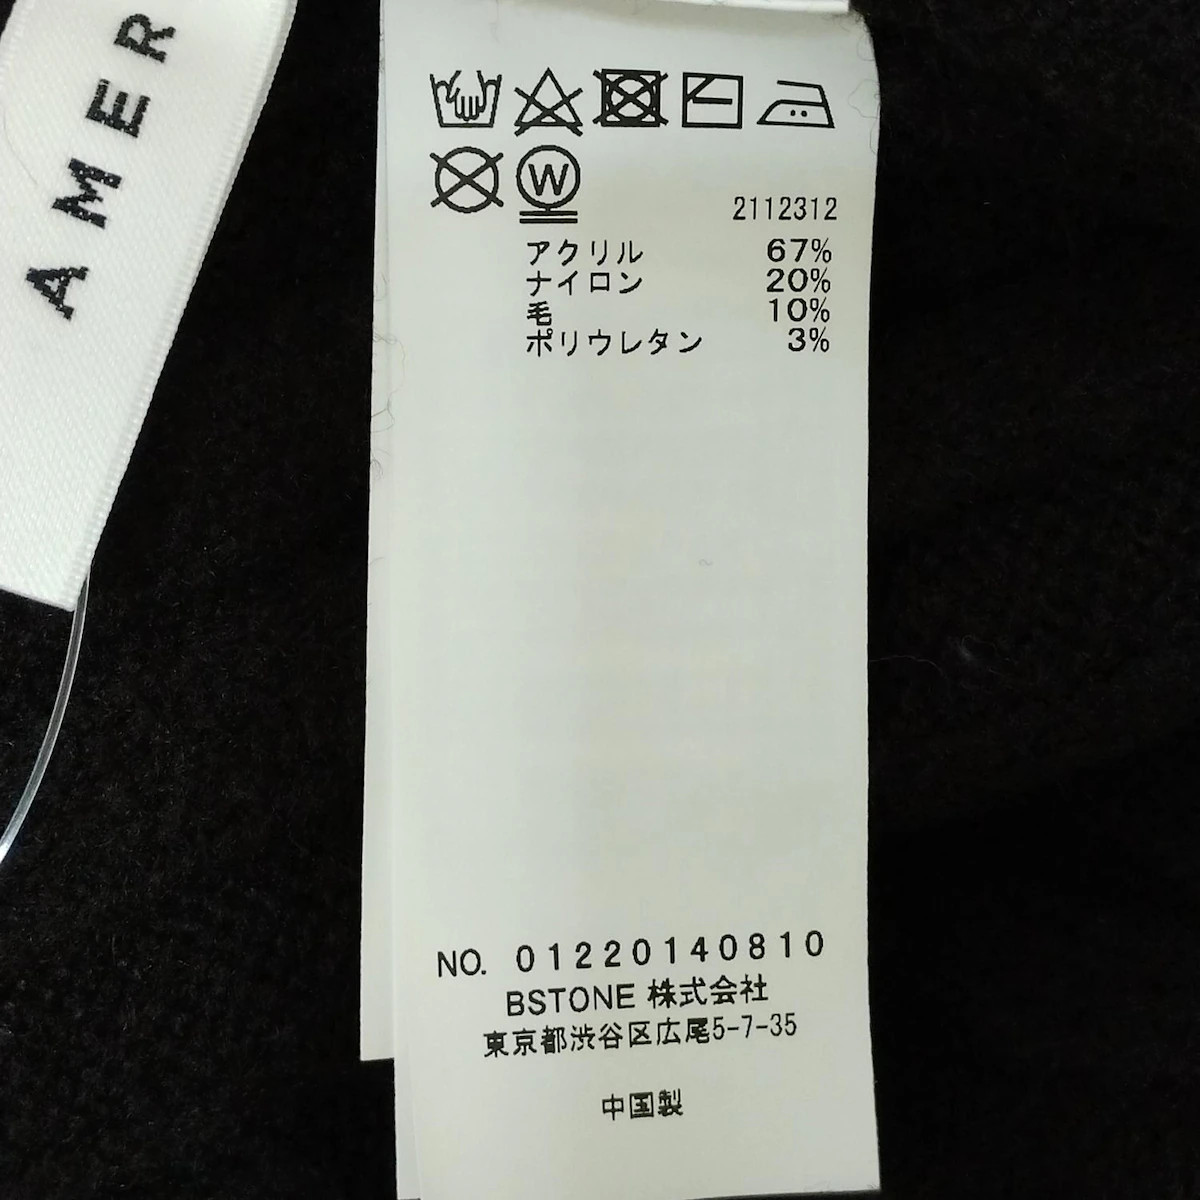 AMER
W
2112312
アクリル 67%
ナイロン 20%
毛 10%
ポリウレタン 3%
NO. 01220140810
BSTONE 株式会社
東京都渋谷区広尾5-7-35
中国製